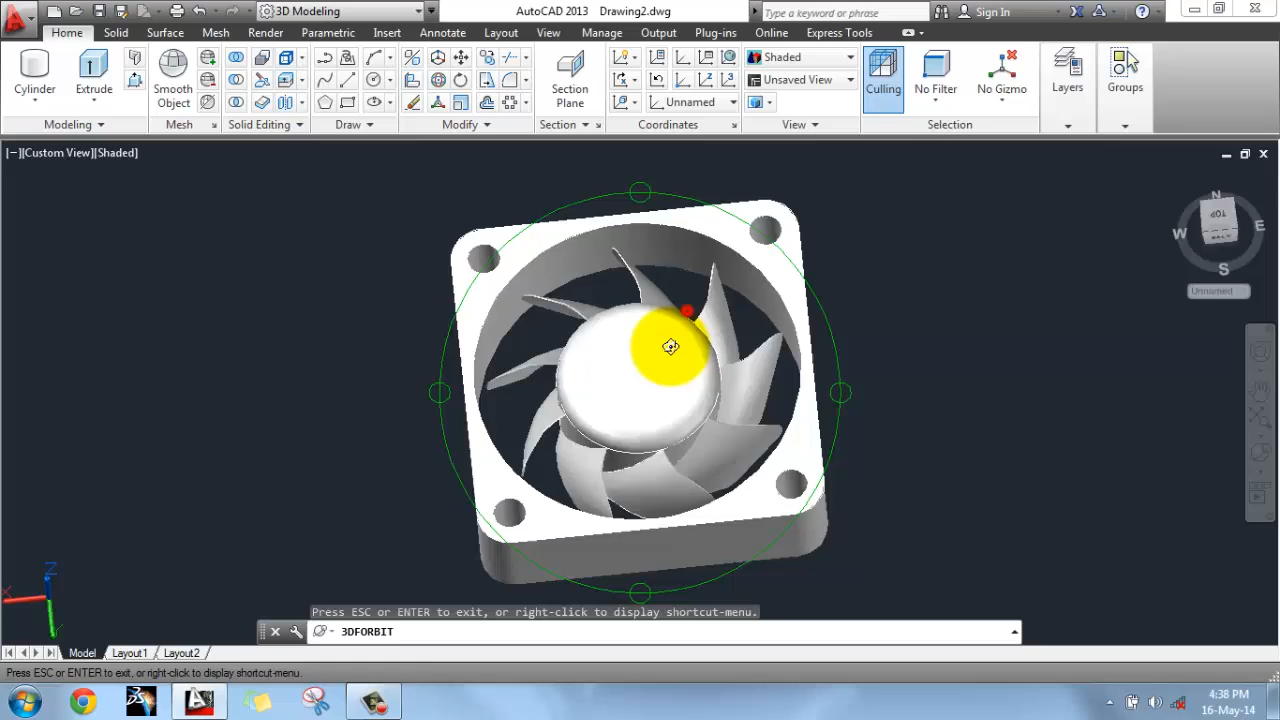 3D Modeling
AutoCAD 2013 Drawing2.dwg
Type a keyword or phrase
Sign In
Home Solid Surface Mesh Render Parametric Insert Annotate Layout View Manage Output Plug-ins Online Express Tools
Cylinder
Extrude
Smooth
Object
Section
Plane
Shaded
Unsaved View
Unnamed
Culling
No Filter
No Gizmo
Layers
Groups
Modeling
Mesh
Solid Editing
Draw
Modify
Section
Coordinates
View
Selection
[−][Custom View][Shaded]
N
W
TOP
BACK
E
S
Unnamed
Z
X
Y
Press ESC or ENTER to exit, or right-click to display shortcut-menu.
3DFORBIT
Model Layout1 Layout2
Press ESC or ENTER to exit, or right-click to display shortcut-menu.
4:38 PM
16-May-14